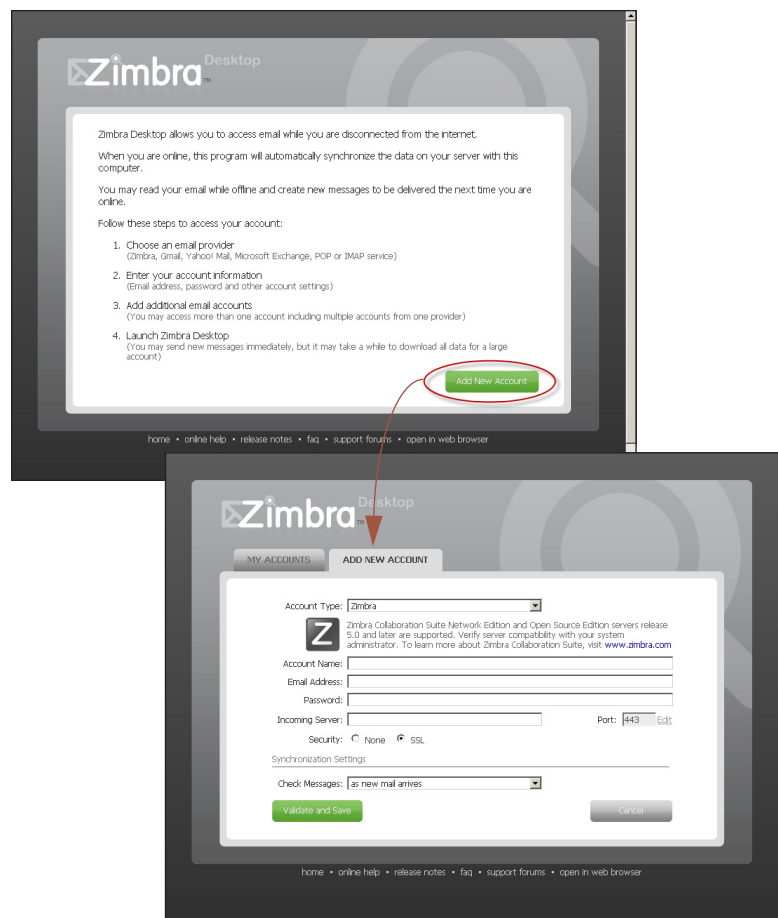 Zimbra Desktop
TM
Zimbra Desktop allows you to access email while you are disconnected from the internet.
When you are online, this program will automatically synchronize the data on your server with this
computer.
You may read your email while offline and create new messages to be delivered the next time you are
online.
Follow these steps to access your account:
1. Choose an email provider
(Zimbra, Gmail, Yahoo! Mail, Microsoft Exchange, POP or IMAP service)
2. Enter your account information
(Email address, password and other account settings)
3. Add additional email accounts
(You may access more than one account including multiple accounts from one provider)
4. Launch Zimbra Desktop
(You may send new messages immediately, but it may take a while to download all data for a large
account)
Add New Account
home • online help • release notes • faq • support forums • open in web browser
Zimbra Desktop
TM
MY ACCOUNTS ADD NEW ACCOUNT
Account Type: Zimbra
Z
Zimbra Collaboration Suite Network Edition and Open Source Edition servers release
5.0 and later are supported. Verify server compatibility with your system
administrator. To learn more about Zimbra Collaboration Suite, visit www.zimbra.com
Account Name:
Email Address:
Password:
Incoming Server: Port: 443 Edit
Security: None SSL
Synchronization Settings
Check Messages: as new mail arrives
Validate and Save Cancel
home • online help • release notes • faq • support forums • open in web browser